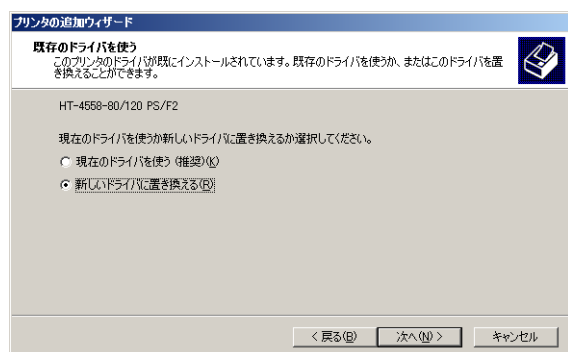 プリンタの追加ウィザード
既存のドライバを使う
このプリンタのドライバが既にインストールされています。既存のドライバを使うか、またはこのドライバを置
き換えることができます。
HT-4558-80/120 PS/F2
現在のドライバを使うか新しいドライバに置き換えるか選択してください。
現在のドライバを使う (推奨)(K)
新しいドライバに置き換える(R)
< 戻る(B)
次へ(N) >
キャンセル